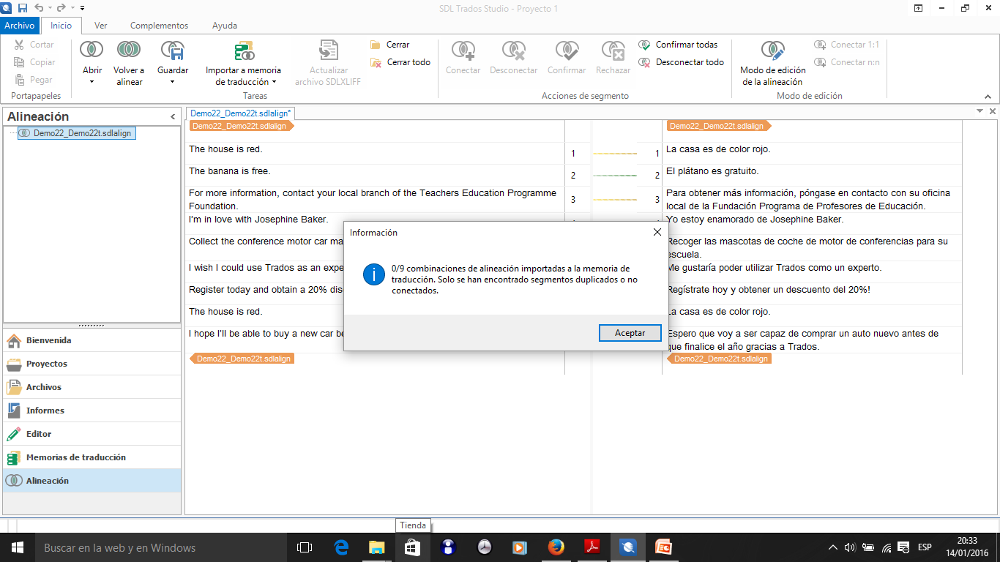 SDL Trados Studio - Proyecto 1
Archivo
Inicio
Ver
Complementos
Ayuda
Cortar
Copiar
Pegar
Portapapeles
Abrir
Volver a
alinear
Guardar
Importar a memoria
de traducción
Actualizar
archivo SDLXLIFF
Cerrar
Cerrar todo
Tareas
Conectar
Desconectar
Confirmar
Rechazar
Confirmar todas
Desconectar todo
Acciones de segmento
Modo de edición
de la alineación
Conectar 1:1
Conectar n:n
Modo de edición
Alineación
Demo22_Demo22t.sdlalign
Bienvenida
Proyectos
Archivos
Informes
Editor
Memorias de traducción
Alineación
Demo22_Demo22t.sdlalign*
Demo22_Demo22t.sdlalign
Demo22_Demo22t.sdlalign
The house is red.
1
1
La casa es de color rojo.
The banana is free.
2
2
El plátano es gratuito.
For more information, contact your local branch of the Teachers Education Programme
Foundation.
3
3
Para obtener más información, póngase en contacto con su oficina
local de la Fundación Programa de Profesores de Educación.
I'm in love with Josephine Baker.
Yo estoy enamorado de Josephine Baker.
Collect the conference motor car ma
Recoger las mascotas de coche de motor de conferencias para su
escuela.
I wish I could use Trados as an expe
Me gustaría poder utilizar Trados como un experto.
Register today and obtain a 20% dis
Regístrate hoy y obtener un descuento del 20%!
The house is red.
La casa es de color rojo.
I hope I'll be able to buy a new car be
Espero que voy a ser capaz de comprar un auto nuevo antes de
que finalice el año gracias a Trados.
Demo22_Demo22t.sdlalign
Demo22_Demo22t.sdlalign
Información
0/9 combinaciones de alineación importadas a la memoria de
traducción. Solo se han encontrado segmentos duplicados o no
conectados.
Aceptar
Tienda
Buscar en la web y en Windows
ESP
20:33
14/01/2016